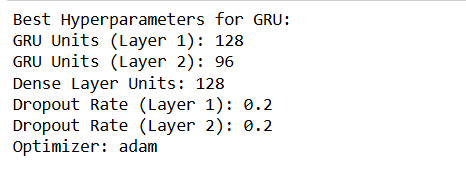 Best Hyperparameters for GRU:
GRU Units (Layer 1): 128
GRU Units (Layer 2): 96
Dense Layer Units: 128
Dropout Rate (Layer 1): 0.2
Dropout Rate (Layer 2): 0.2
Optimizer: adam